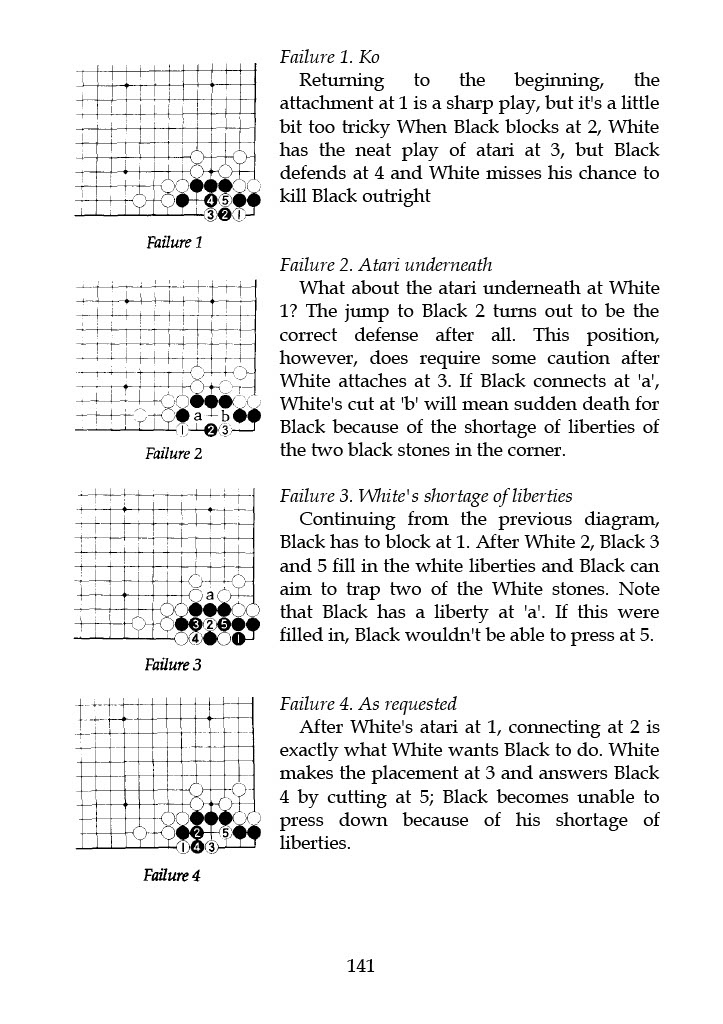 Failure 1. Ko
Returning to the beginning, the
attachment at 1 is a sharp play, but it's a little
bit too tricky When Black blocks at 2, White
has the neat play of atari at 3, but Black
defends at 4 and White misses his chance to
kill Black outright
4 5
3 2 1
Failure 1
Failure 2. Atari underneath
What about the atari underneath at White
1? The jump to Black 2 turns out to be the
correct defense after all. This position,
however, does require some caution after
White attaches at 3. If Black connects at 'a',
White's cut at 'b' will mean sudden death for
Black because of the shortage of liberties of
the two black stones in the corner.
a b
1 2 3
Failure 2
Failure 3. White's shortage of liberties
Continuing from the previous diagram,
Black has to block at 1. After White 2, Black 3
and 5 fill in the white liberties and Black can
aim to trap two of the White stones. Note
that Black has a liberty at 'a'. If this were
filled in, Black wouldn't be able to press at 5.
a
3 2 5
4 1
Failure 3
Failure 4. As requested
After White's atari at 1, connecting at 2 is
exactly what White wants Black to do. White
makes the placement at 3 and answers Black
4 by cutting at 5; Black becomes unable to
press down because of his shortage of
liberties.
2 5
1 4 3
Failure 4
141